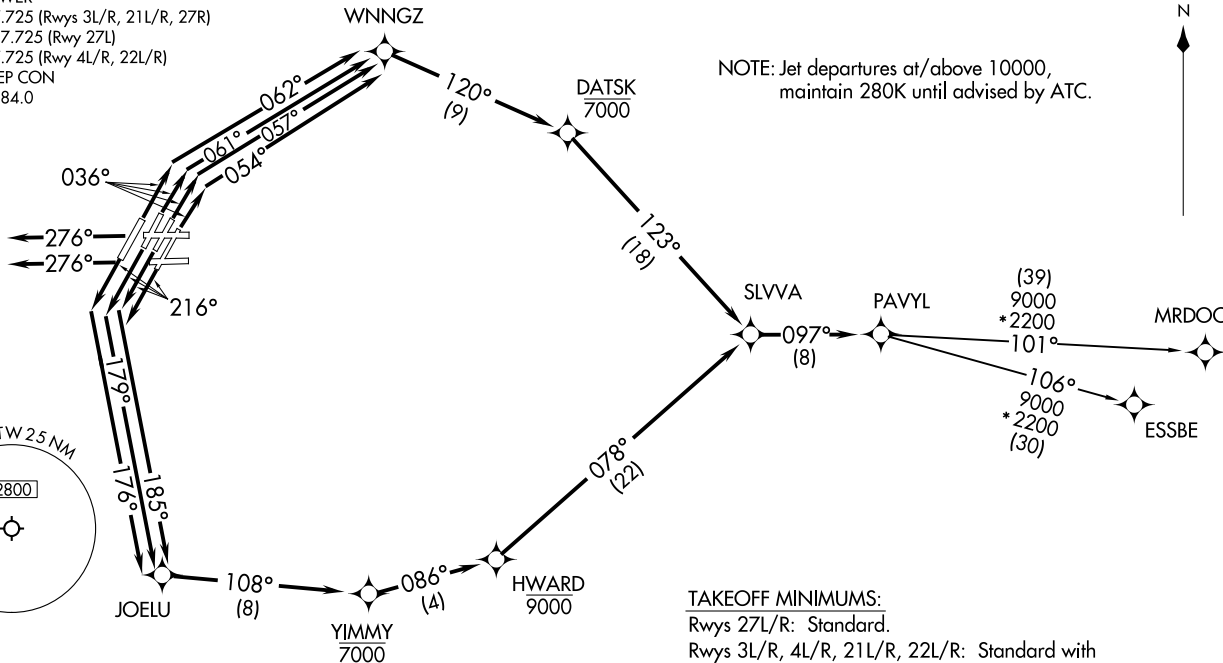 .725 (Rwys 3L/R, 21L/R, 27R)
7.725 (Rwy 27L)
.725 (Rwy 4L/R, 22L/R)
EP CON
84.0
WNNGZ
N
NOTE: Jet departures at/above 10000,
maintain 280K until advised by ATC.
120°
(9)
DATSK
7000
062°
061°
057°
054°
036°
276°
276°
216°
123°
(18)
SLVVA
097°
(8)
PAVYL
(39)
9000
*2200
101°
MRDOC
106°
9000
*2200
(30)
ESSBE
179°
176°
185°
TW 25 NM
2800
078°
(22)
JOELU
108°
(8)
YIMMY
7000
086°
(4)
HWARD
9000
TAKEOFF MINIMUMS:
Rwys 27L/R: Standard.
Rwys 3L/R, 4L/R, 21L/R, 22L/R: Standard with